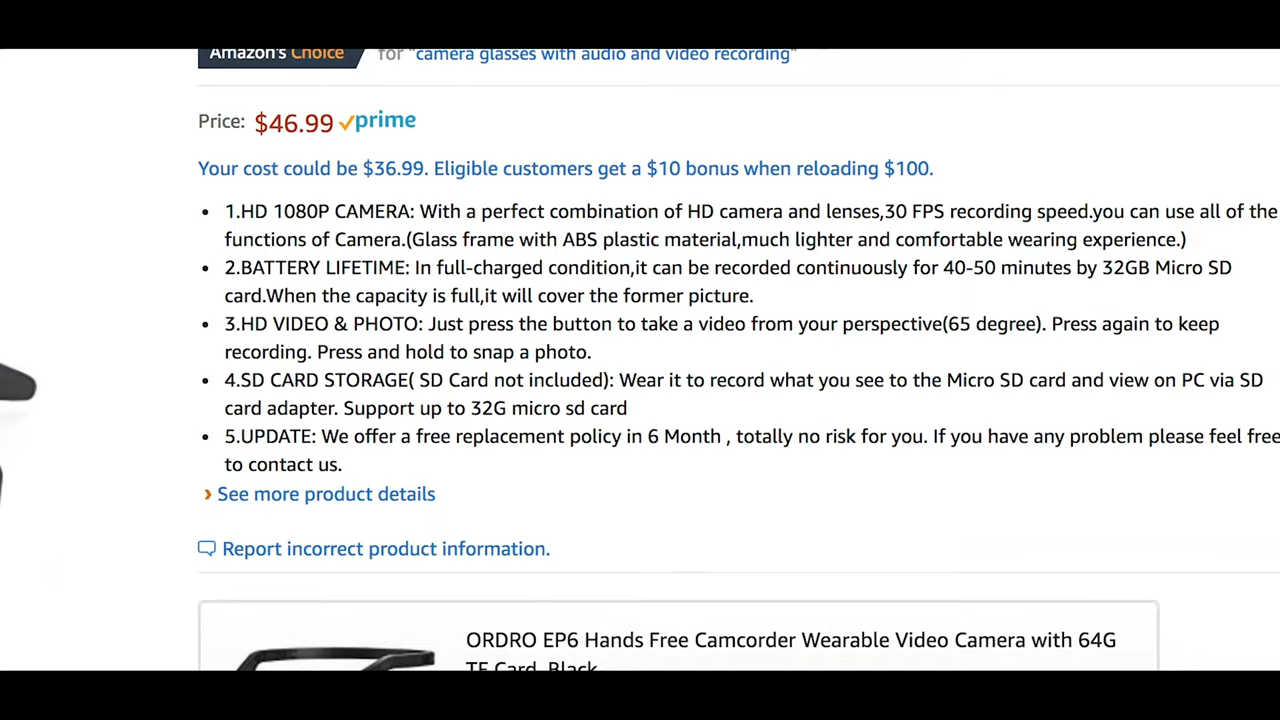 Amazon's Choice for "camera glasses with audio and video recording"
Price: $46.99 prime
Your cost could be $36.99. Eligible customers get a $10 bonus when reloading $100.
• 1.HD 1080P CAMERA: With a perfect combination of HD camera and lenses,30 FPS recording speed.you can use all of the
functions of Camera.(Glass frame with ABS plastic material,much lighter and comfortable wearing experience.)
• 2.BATTERY LIFETIME: In full-charged condition,it can be recorded continuously for 40-50 minutes by 32GB Micro SD
card.When the capacity is full,it will cover the former picture.
• 3.HD VIDEO & PHOTO: Just press the button to take a video from your perspective(65 degree). Press again to keep
recording. Press and hold to snap a photo.
• 4.SD CARD STORAGE( SD Card not included): Wear it to record what you see to the Micro SD card and view on PC via SD
card adapter. Support up to 32G micro sd card
• 5.UPDATE: We offer a free replacement policy in 6 Month , totally no risk for you. If you have any problem please feel free
to contact us.
› See more product details
Report incorrect product information.
ORDRO EP6 Hands Free Camcorder Wearable Video Camera with 64G
TF Card, Black